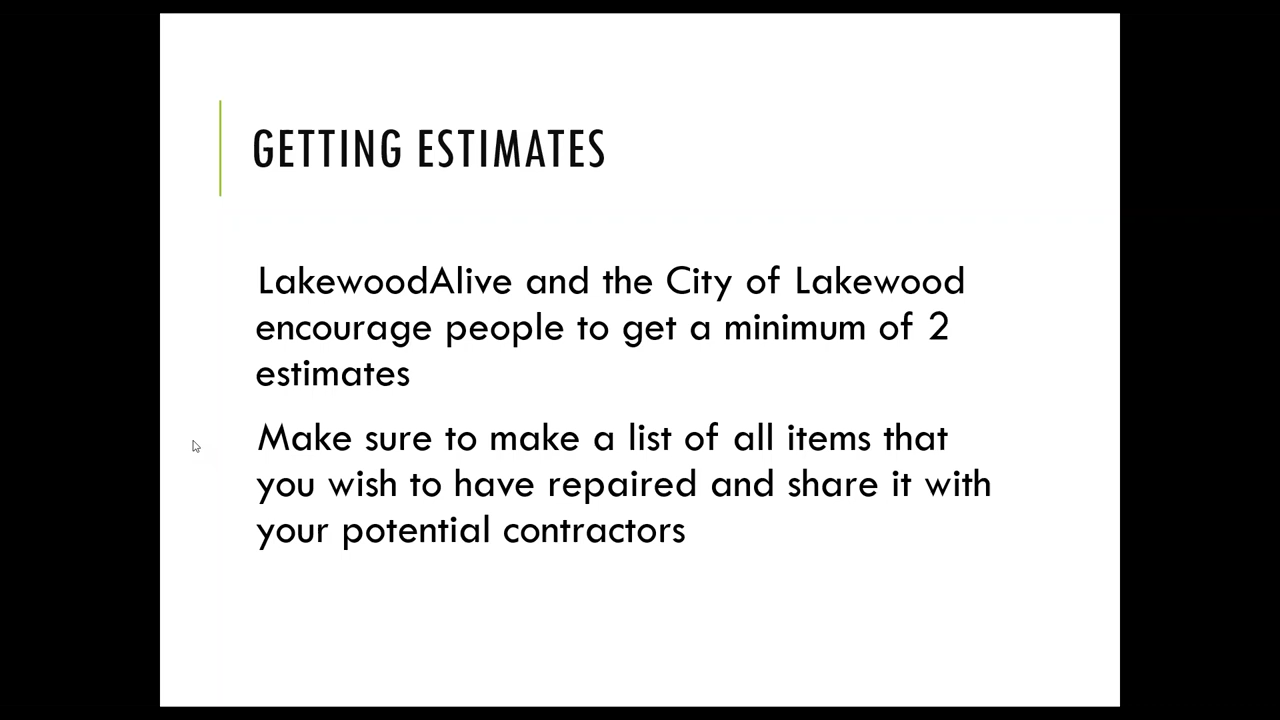 GETTING ESTIMATES
LakewoodAlive and the City of Lakewood
encourage people to get a minimum of 2
estimates
Make sure to make a list of all items that
you wish to have repaired and share it with
your potential contractors